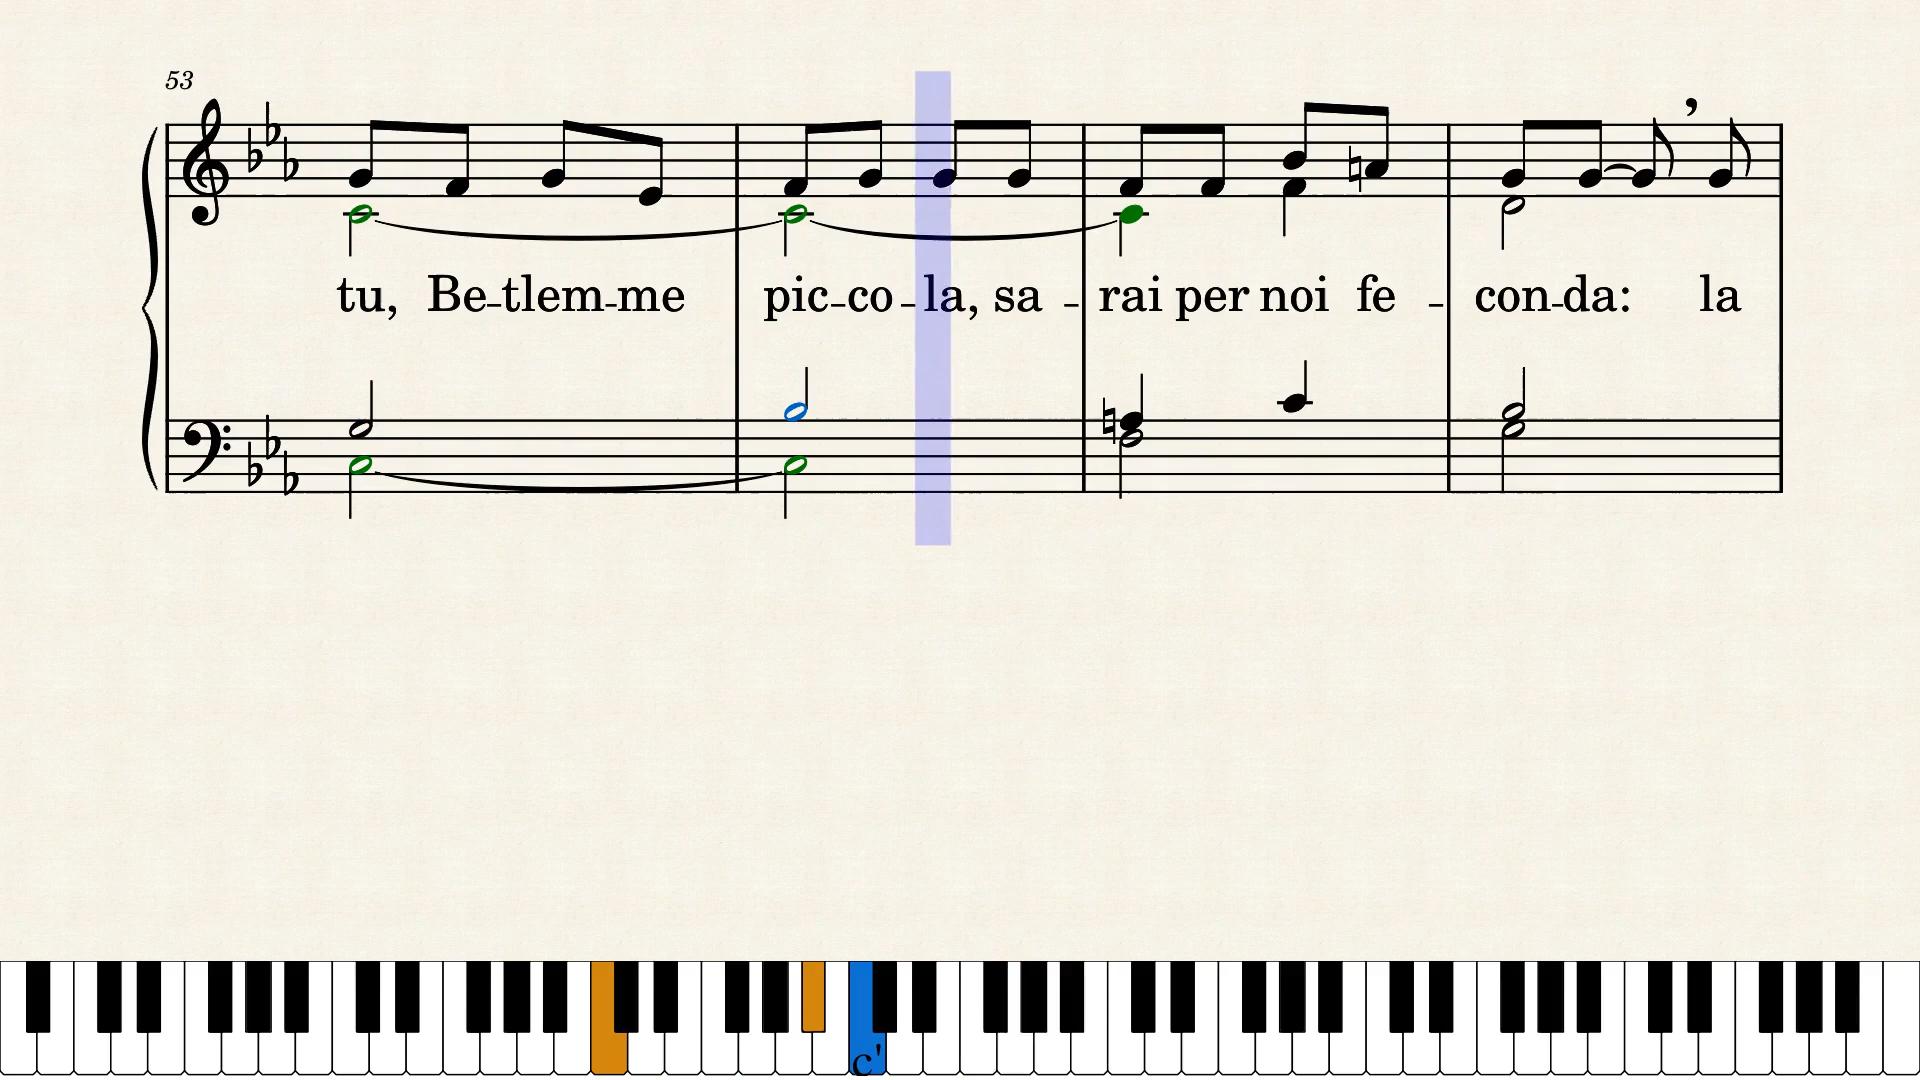 53
tu, Be-tlem-me pic-co-la, sa-rai per noi fe-con-da: la
c'